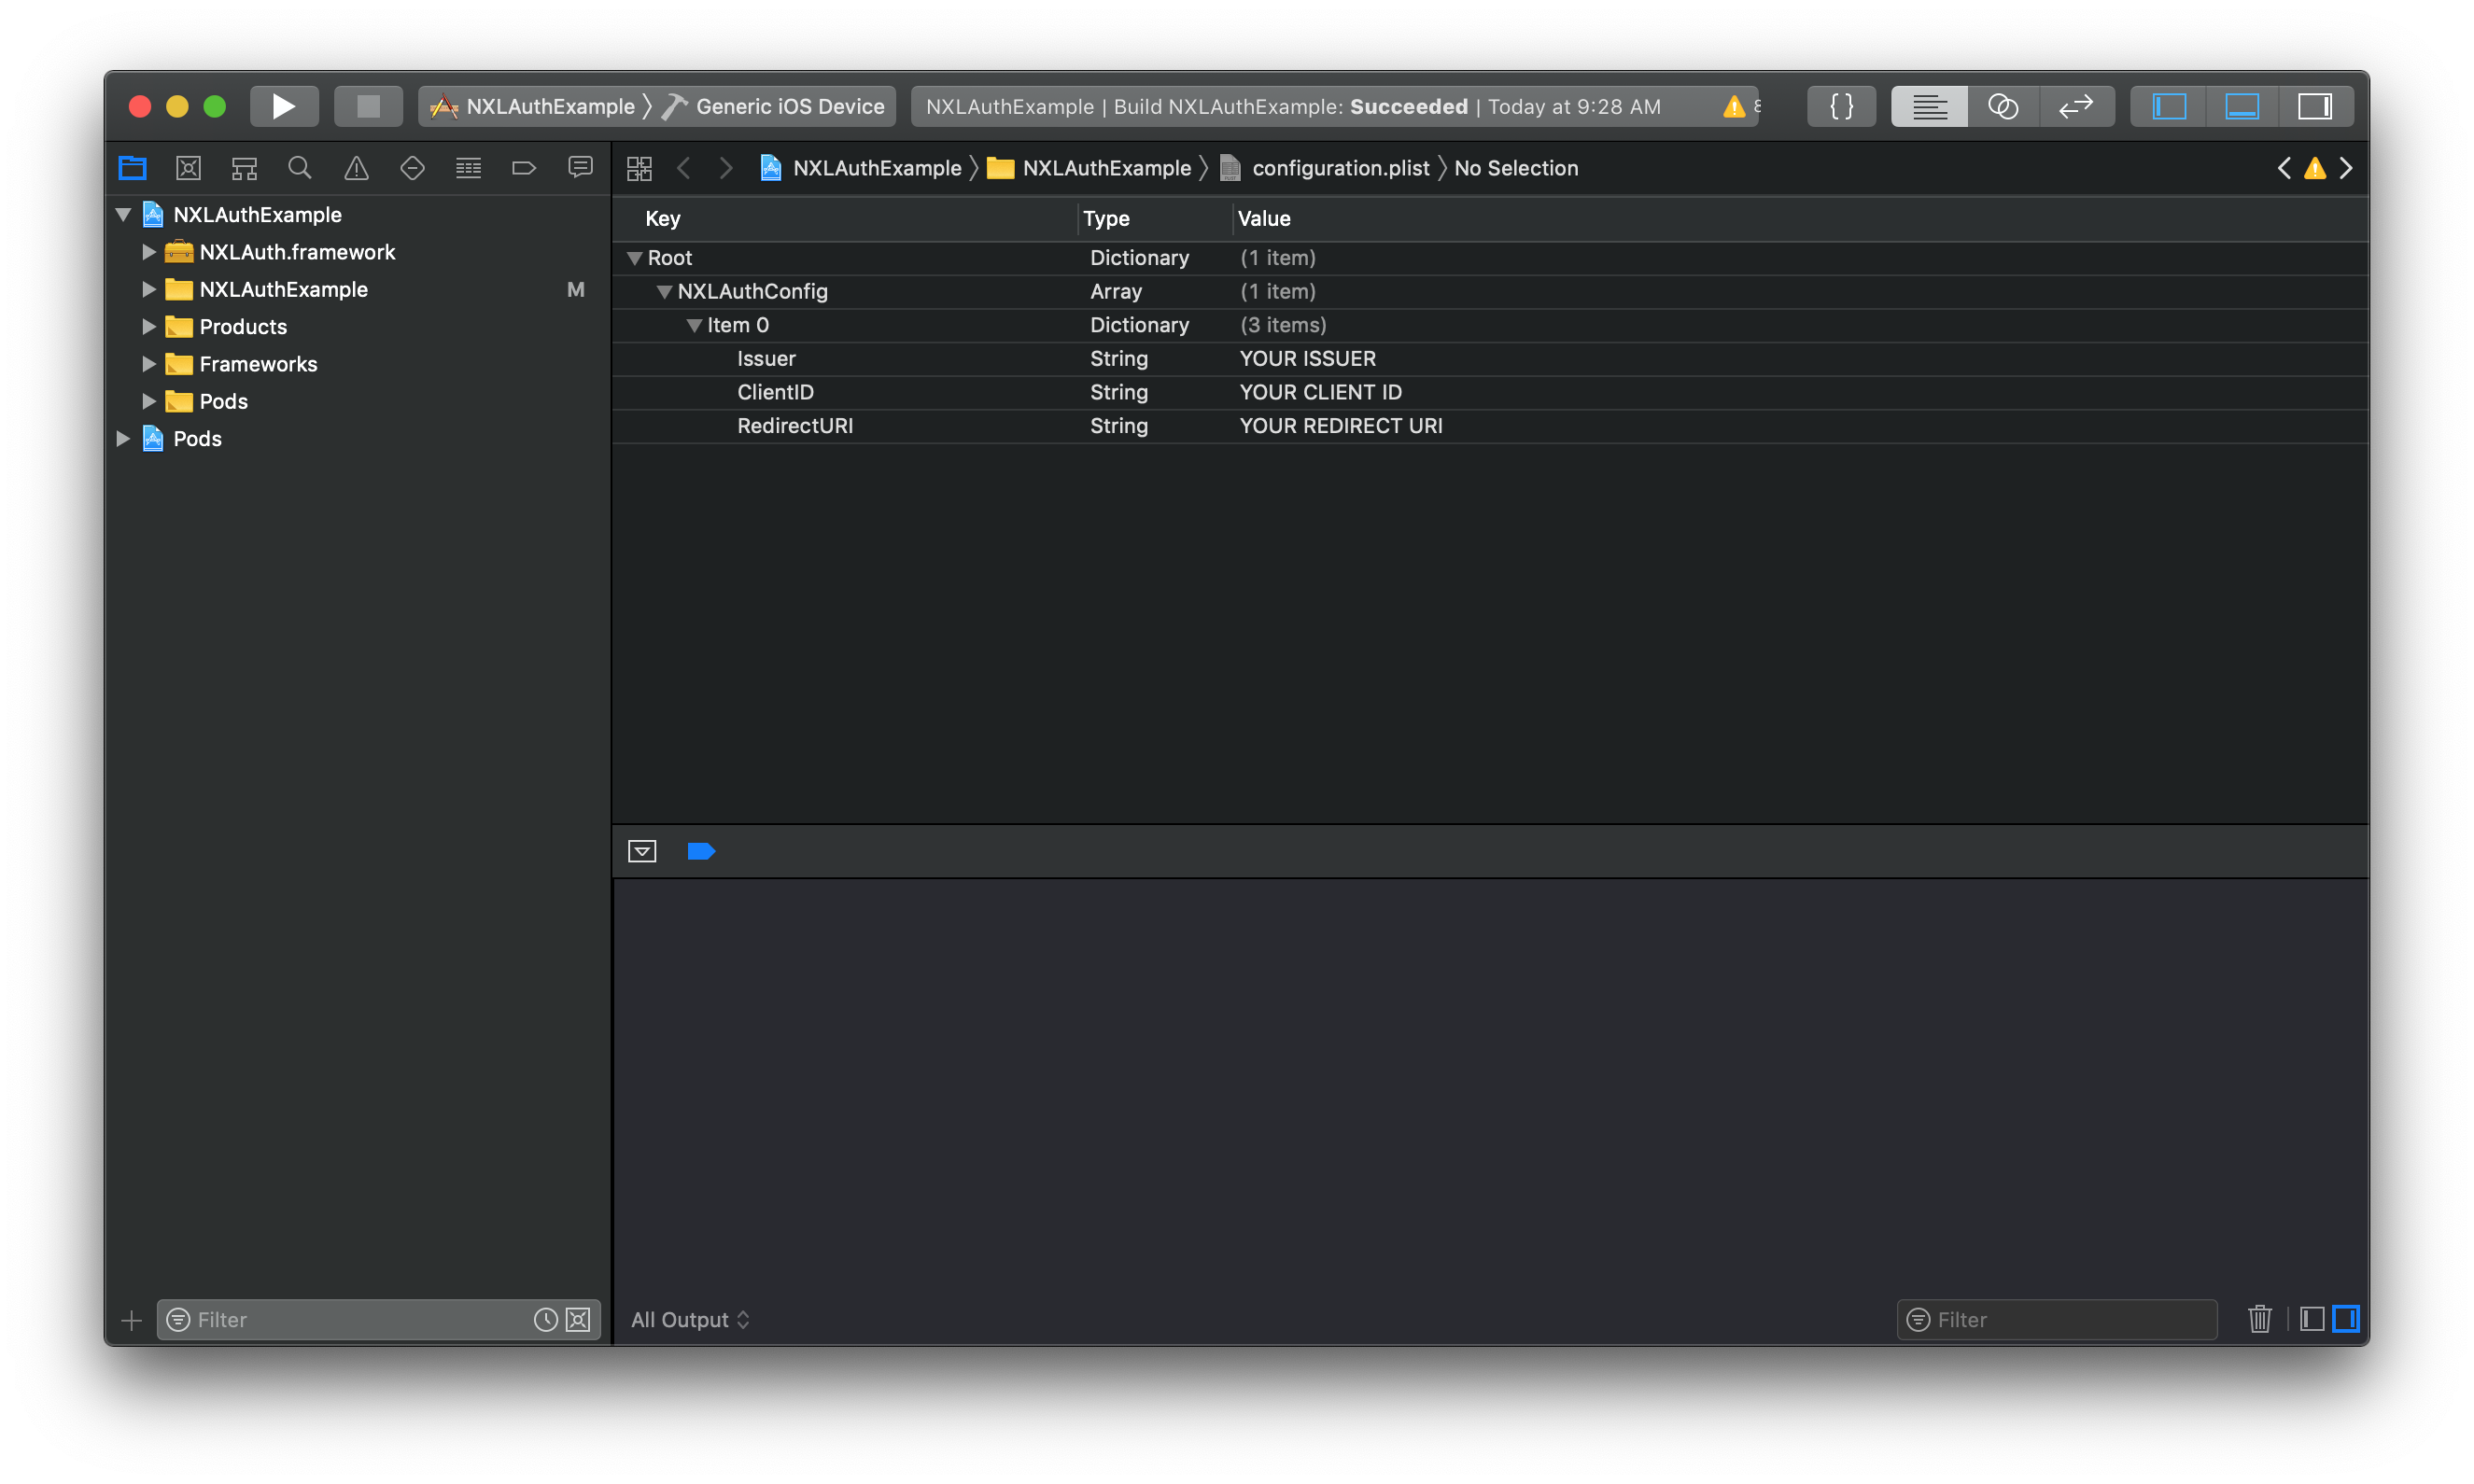 NXLAuthExample Generic iOS Device NXLAuthExample | Build NXLAuthExample: Succeeded | Today at 9:28 AM { }
NXLAuthExample NXLAuthExample configuration.plist No Selection
NXLAuthExample
NXLAuth.framework
NXLAuthExample M
Products
Frameworks
Pods
Pods
Key Type Value
Root Dictionary (1 item)
NXLAuthConfig Array (1 item)
Item 0 Dictionary (3 items)
Issuer String YOUR ISSUER
ClientID String YOUR CLIENT ID
RedirectURI String YOUR REDIRECT URI
Filter
All Output
Filter